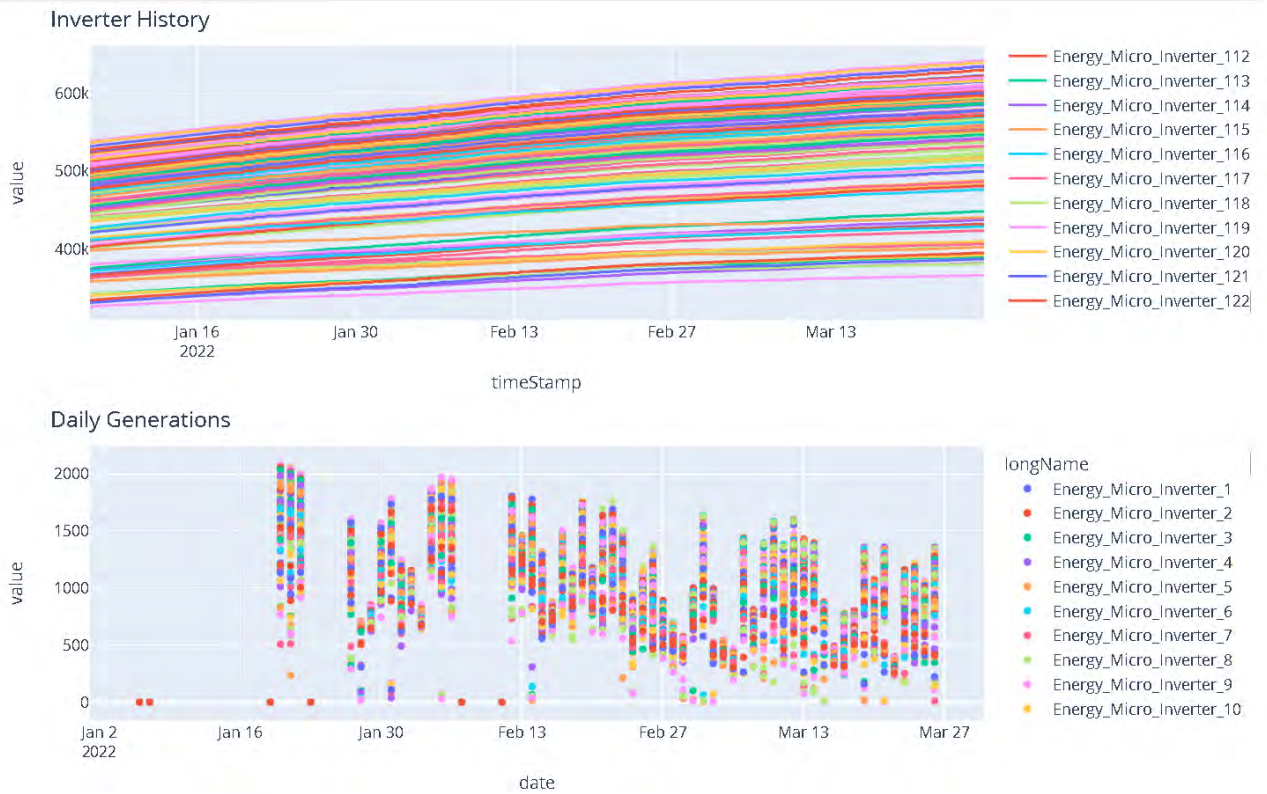 Inverter History
value
600k
500k
400k
Jan 16
2022
Jan 30
Feb 13
Feb 27
Mar 13
timeStamp
Energy_Micro_Inverter_112
Energy_Micro_Inverter_113
Energy_Micro_Inverter_114
Energy_Micro_Inverter_115
Energy_Micro_Inverter_116
Energy_Micro_Inverter_117
Energy_Micro_Inverter_118
Energy_Micro_Inverter_119
Energy_Micro_Inverter_120
Energy_Micro_Inverter_121
Energy_Micro_Inverter_122
Daily Generations
value
2000
1500
1000
500
0
Jan 2
2022
Jan 16
Jan 30
Feb 13
Feb 27
Mar 13
Mar 27
date
longName
Energy_Micro_Inverter_1
Energy_Micro_Inverter_2
Energy_Micro_Inverter_3
Energy_Micro_Inverter_4
Energy_Micro_Inverter_5
Energy_Micro_Inverter_6
Energy_Micro_Inverter_7
Energy_Micro_Inverter_8
Energy_Micro_Inverter_9
Energy_Micro_Inverter_10